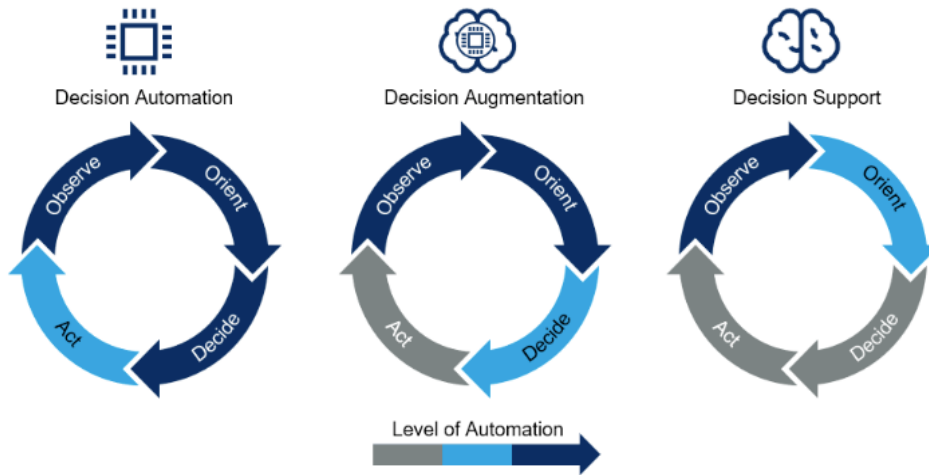 Decision Automation
Decision Augmentation
Decision Support
Observe
Orient
Decide
Act
Observe
Orient
Decide
Act
Observe
Orient
Decide
Act
Level of Automation